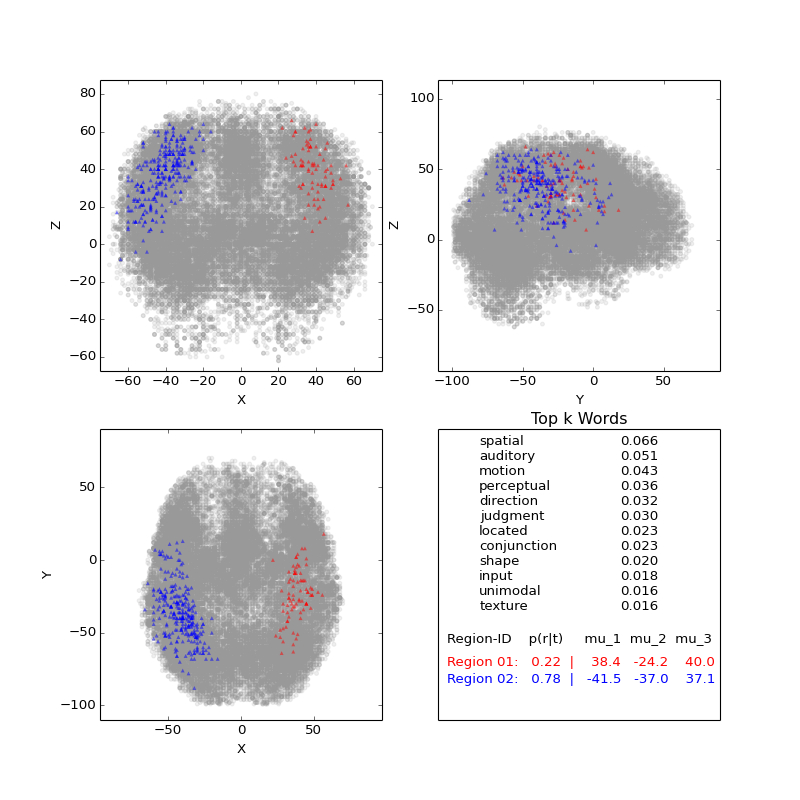 80
60
40
20
0
−20
−40
−60
Z
−60 −40 −20 0 20 40 60
X
100
50
0
−50
Z
−100 −50 0 50
Y
50
0
−50
−100
Y
−50 0 50
X
Top k Words
spatial 0.066
auditory 0.051
motion 0.043
perceptual 0.036
direction 0.032
judgment 0.030
located 0.023
conjunction 0.023
shape 0.020
input 0.018
unimodal 0.016
texture 0.016
Region-ID p(r|t) mu_1 mu_2 mu_3
Region 01: 0.22 | 38.4 -24.2 40.0
Region 02: 0.78 | -41.5 -37.0 37.1